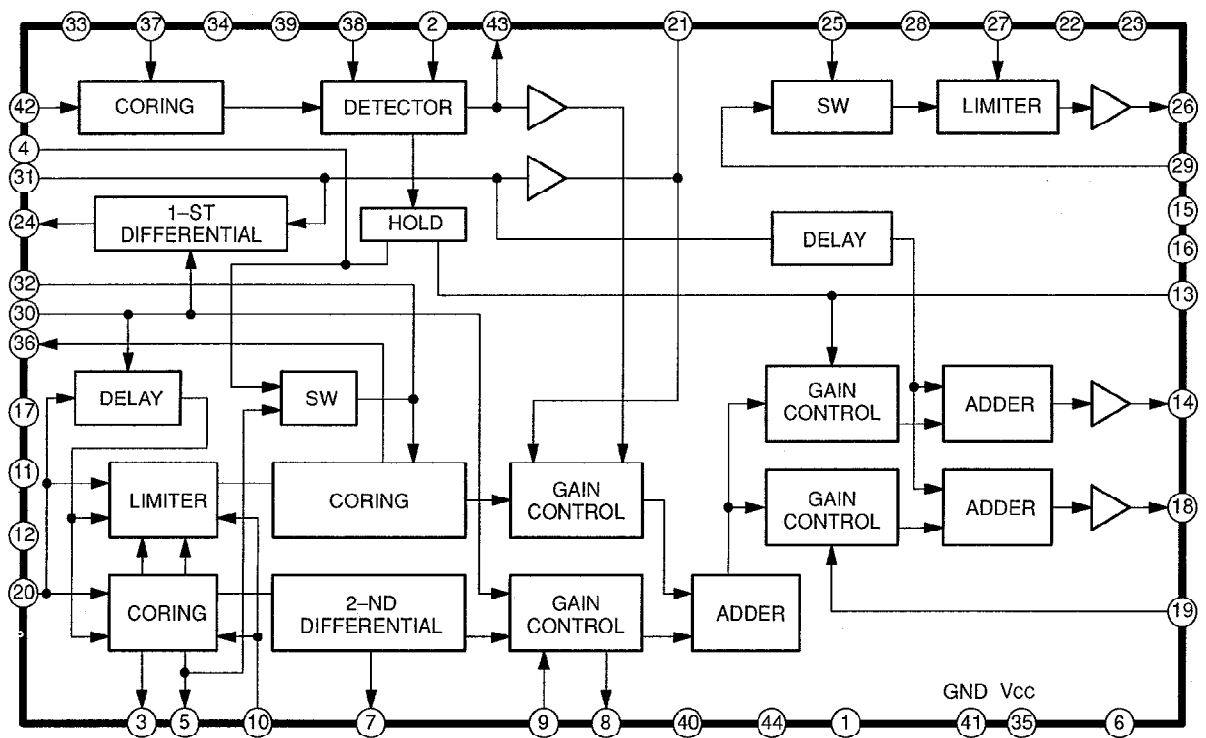 33 37 34 39 38 2 43 21 25 28 27 22 23
42 CORING DETECTOR SW LIMITER 26
4
31
29
24 1–ST
DIFFERENTIAL
HOLD
DELAY
15
16
32
13
30
36
DELAY
SW
GAIN
CONTROL
ADDER
14
17
11
LIMITER
CORING
GAIN
CONTROL
GAIN
CONTROL
ADDER
18
12
20
CORING
2–ND
DIFFERENTIAL
GAIN
CONTROL
ADDER
19
GND Vcc
3 5 10 7 9 8 40 44 1 41 35 6